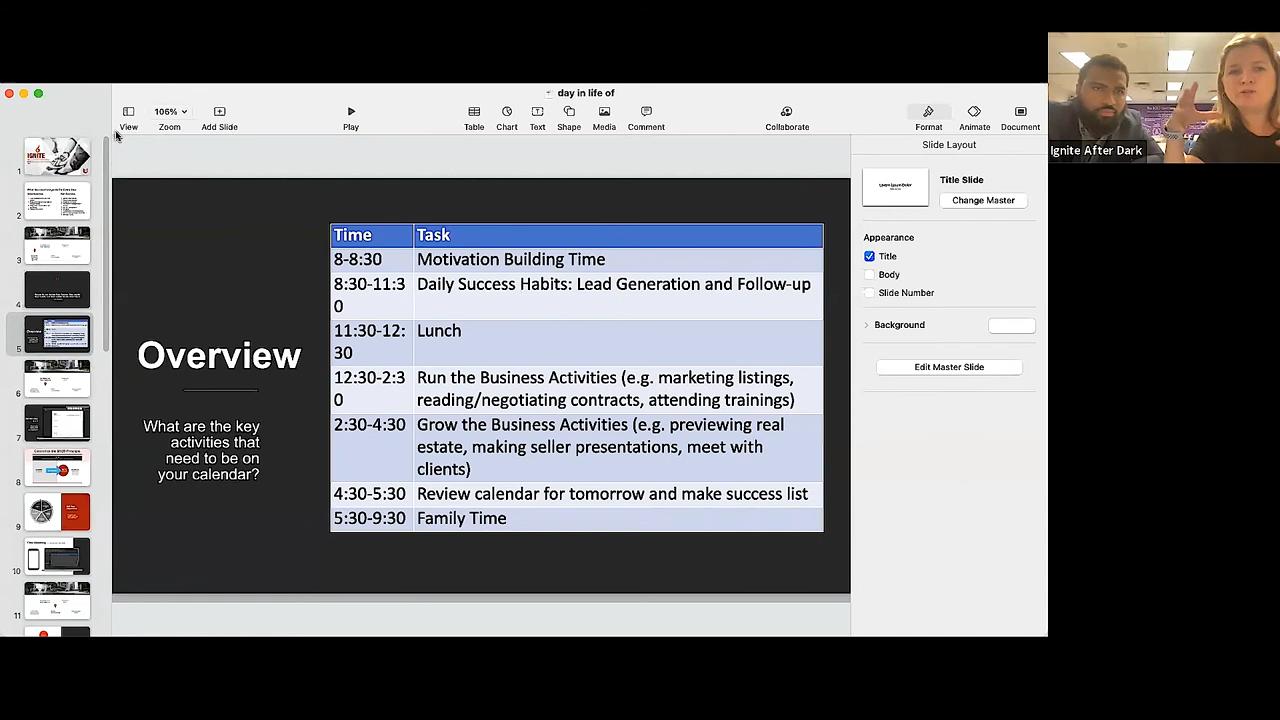 day in life of
106%
View
Zoom
Add Slide
Play
Table
Chart
Text
Shape
Media
Comment
Collaborate
Format
Animate
Document
Ignite After Dark
Slide Layout
Title Slide
Change Master
Appearance
Title
Body
Slide Number
Background
Edit Master Slide
1
IGNITE
2
3
4
5
6
7
8
9
10
11
Overview
What are the key
activities that
need to be on
your calendar?
Time Task
8-8:30 Motivation Building Time
8:30-11:3 Daily Success Habits: Lead Generation and Follow-up
0
11:30-12: Lunch
30
12:30-2:3 Run the Business Activities (e.g. marketing listings,
0 reading/negotiating contracts, attending trainings)
2:30-4:30 Grow the Business Activities (e.g. previewing real
estate, making seller presentations, meet with
clients)
4:30-5:30 Review calendar for tomorrow and make success list
5:30-9:30 Family Time